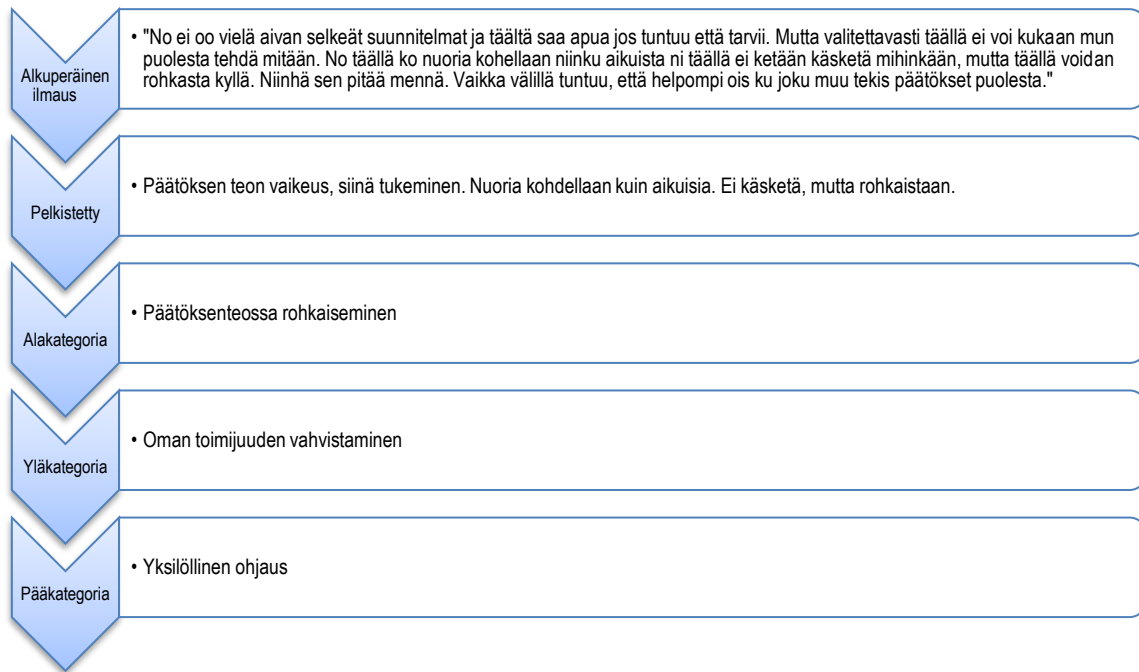 Alkuperäinen
ilmaus
• "No ei oo vielä aivan selkeät suunnitelmat ja täältä saa apua jos tuntuu että tarvii. Mutta valitettavasti täällä ei voi kukaan mun
puolesta tehdä mitään. No täällä ko nuoria kohellaan niinku aikuista ni täällä ei ketään käsketä mihinkään, mutta täällä voidan
rohkasta kyllä. Niinhä sen pitää mennä. Vaikka välillä tuntuu, että helpompi ois ku joku muu tekis päätökset puolesta."
Pelkistetty
• Päätöksen teon vaikeus, siinä tukeminen. Nuoria kohdellaan kuin aikuisia. Ei käsketä, mutta rohkaistaan.
Alakategoria
• Päätöksenteossa rohkaiseminen
Yläkategoria
• Oman toimijuuden vahvistaminen
Pääkategoria
• Yksilöllinen ohjaus